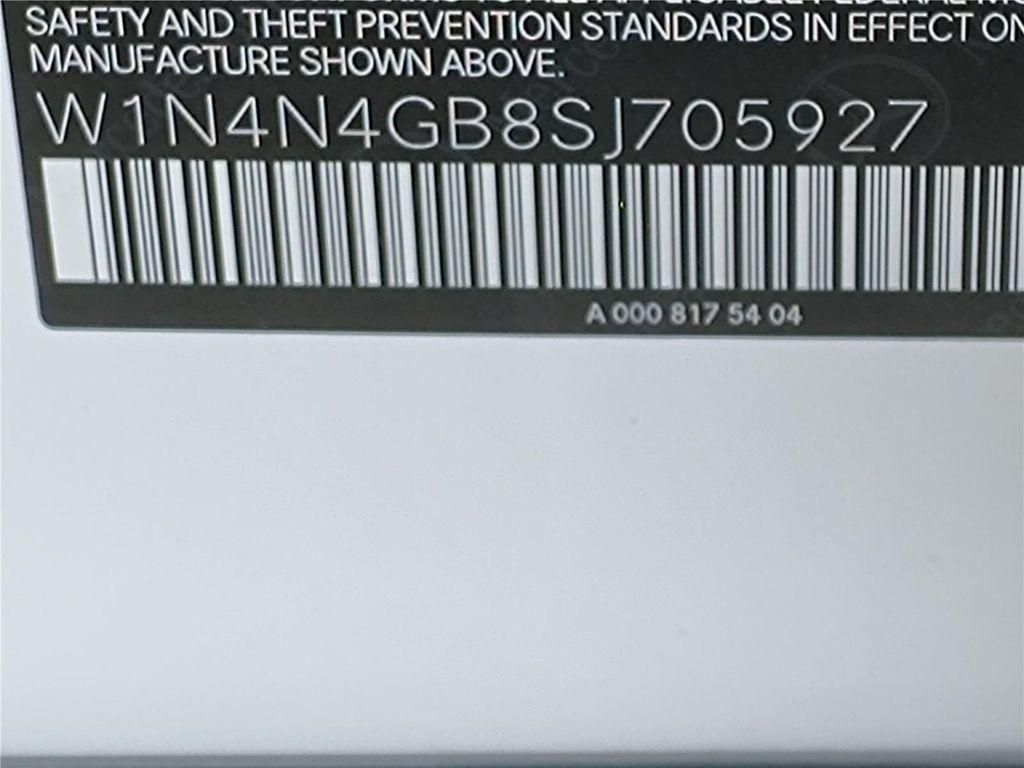 SAFETY AND THEFT PREVENTION STANDARDS IN EFFECT ON
MANUFACTURE SHOWN ABOVE.
W1N4N4GB8SJ705927
A 000 817 54 04